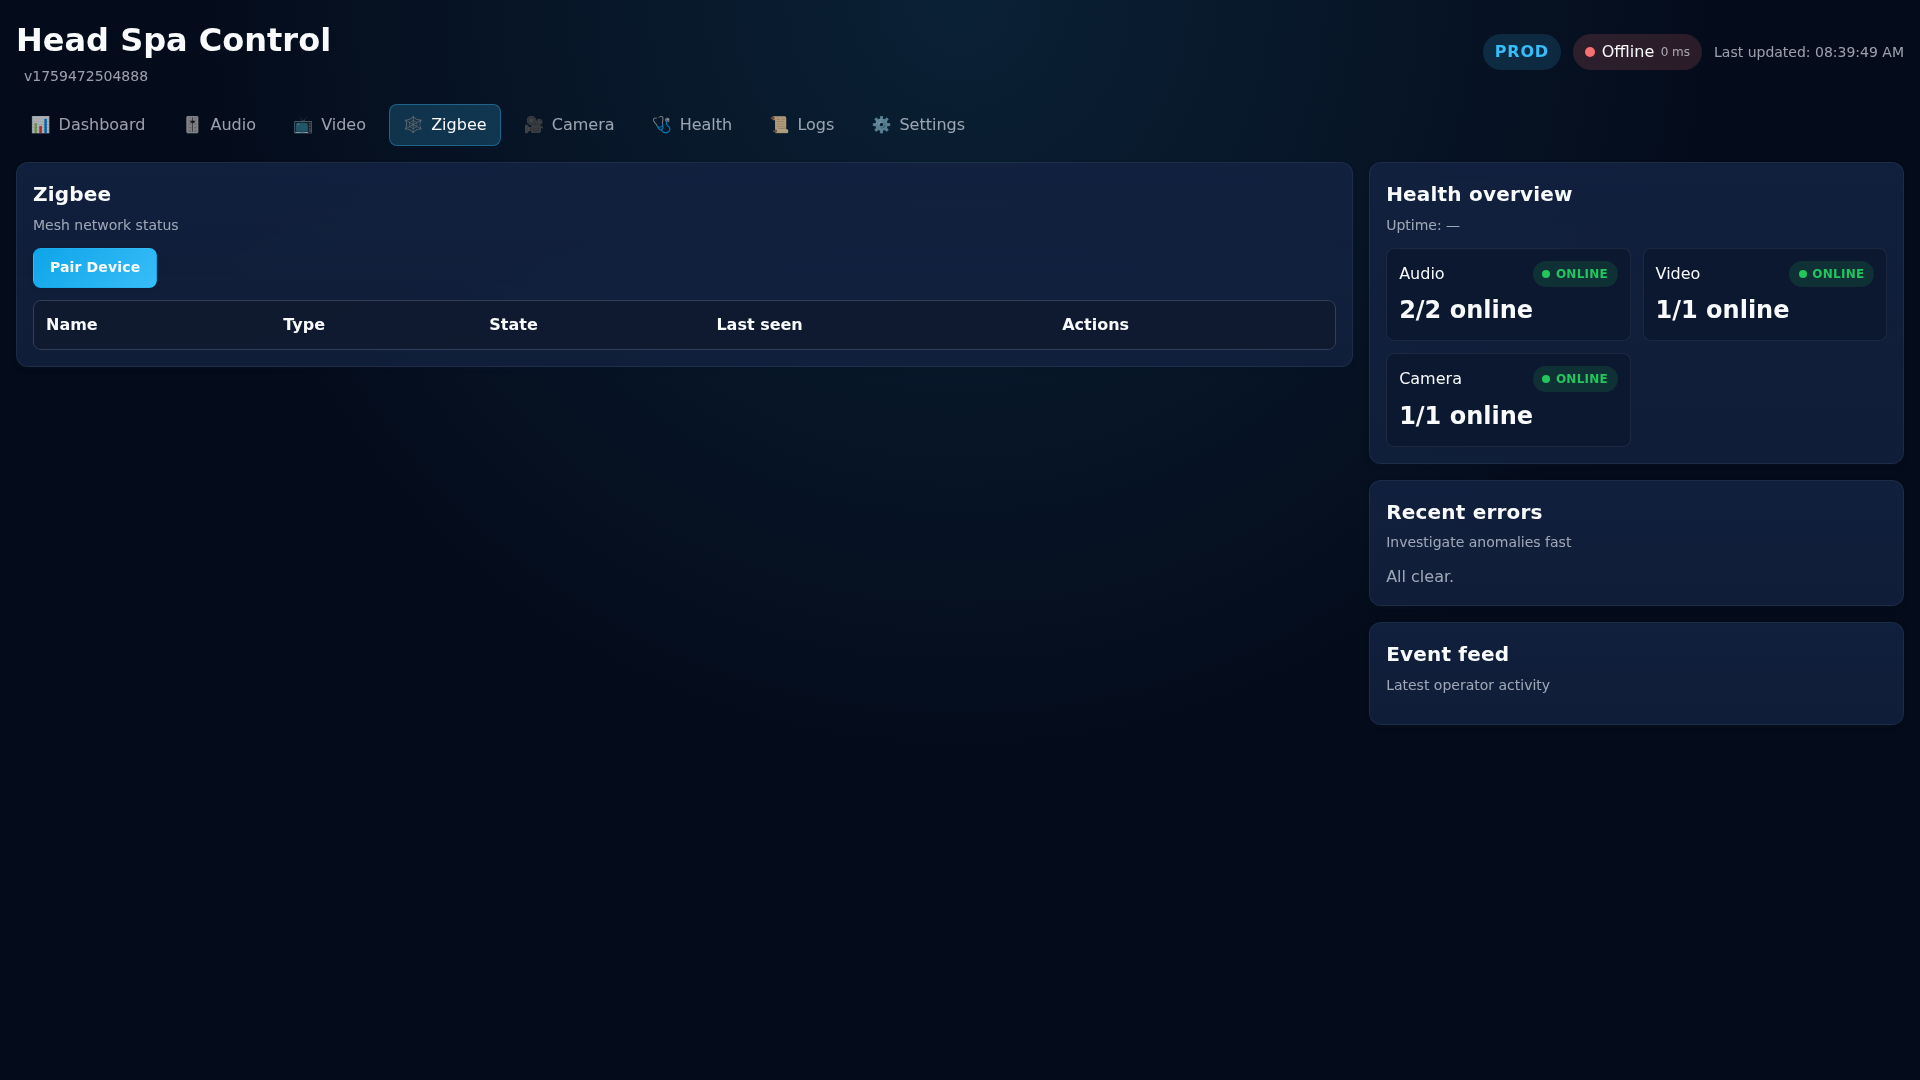 Head Spa Control
v1759472504888
PROD
Offline 0 ms
Last updated: 08:39:49 AM
Dashboard
Audio
Video
Zigbee
Camera
Health
Logs
Settings
Zigbee
Mesh network status
Pair Device
Name Type State Last seen Actions
Health overview
Uptime: —
Audio ONLINE
2/2 online
Video ONLINE
1/1 online
Camera ONLINE
1/1 online
Recent errors
Investigate anomalies fast
All clear.
Event feed
Latest operator activity